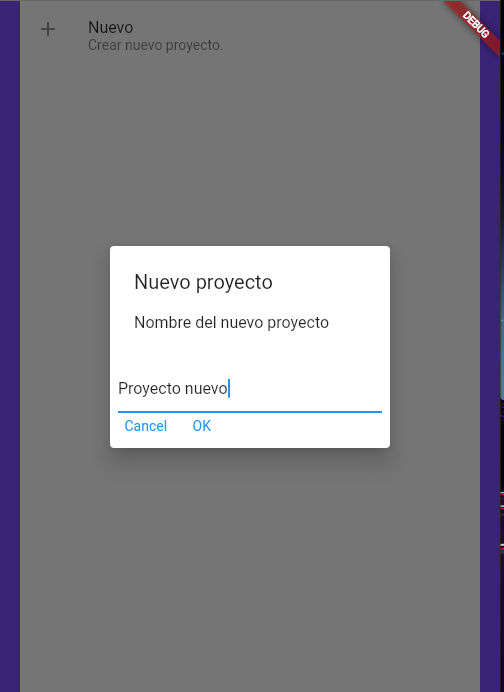 Nuevo
Crear nuevo proyecto.
DEBUG
Nuevo proyecto
Nombre del nuevo proyecto
Proyecto nuevo
Cancel OK